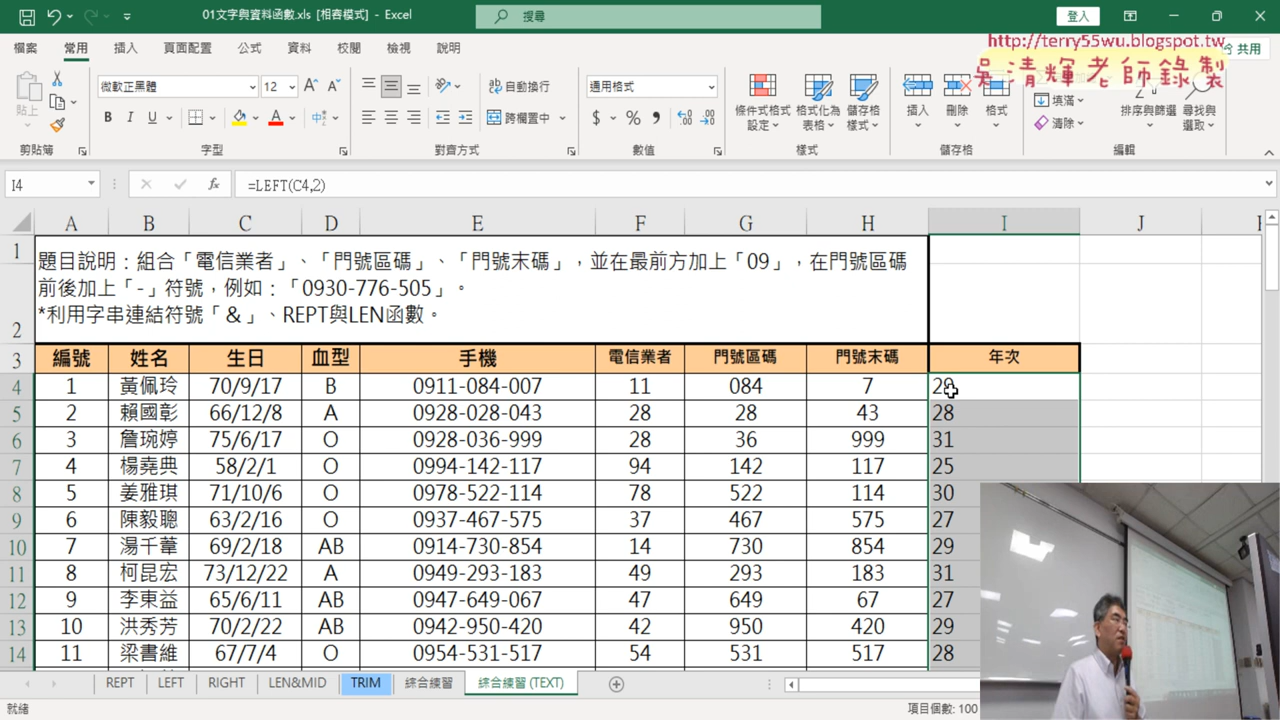 01文字與資料函數.xls [相容模式] - Excel
搜尋
登入
http://terry55wu.blogspot.tw
吳清輝老師錄製
檔案 常用 插入 頁面配置 公式 資料 校閱 檢視 說明 共用
貼上 微軟正黑體 12 自動換行 通用格式 條件式格式設定 格式化為表格 儲存格樣式 插入 刪除 格式 填滿 清除 排序與篩選 尋找與選取
B I U 跨欄置中 $ %
剪貼簿 字型 對齊方式 數值 樣式 儲存格 編輯
I4 fx =LEFT(C4,2)
A B C D E F G H I J
1 題目說明：組合「電信業者」、「門號區碼」、「門號末碼」，並在最前方加上「09」，在門號區碼
前後加上「-」符號，例如：「0930-776-505」。
2 *利用字串連結符號「&」、REPT與LEN函數。
3 編號 姓名 生日 血型 手機 電信業者 門號區碼 門號末碼 年次
4 1 黃佩玲 70/9/17 B 0911-084-007 11 084 7
5 2 賴國彰 66/12/8 A 0928-028-043 28 28 43 28
6 3 詹琬婷 75/6/17 O 0928-036-999 28 36 999 31
7 4 楊堯典 58/2/1 O 0994-142-117 94 142 117 25
8 5 姜雅琪 71/10/6 O 0978-522-114 78 522 114 30
9 6 陳毅聰 63/2/16 O 0937-467-575 37 467 575 27
10 7 湯千葦 69/2/18 AB 0914-730-854 14 730 854 29
11 8 柯昆宏 73/12/22 A 0949-293-183 49 293 183 31
12 9 李東益 65/6/11 AB 0947-649-067 47 649 67 27
13 10 洪秀芳 70/2/22 AB 0942-950-420 42 950 420 29
14 11 梁書維 67/7/4 O 0954-531-517 54 531 517 28
REPT LEFT RIGHT LEN&MID TRIM 綜合練習 綜合練習 (TEXT)
就緒 項目個數: 100